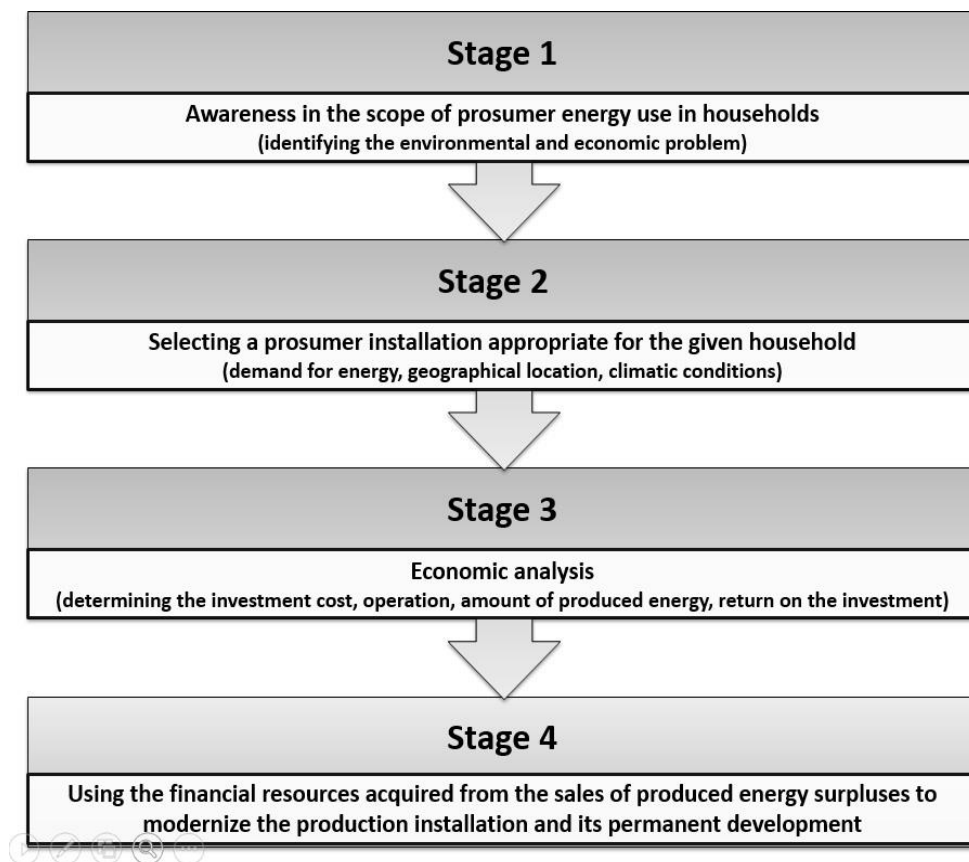 Stage 1
Awareness in the scope of prosumer energy use in households
(identifying the environmental and economic problem)
Stage 2
Selecting a prosumer installation appropriate for the given household
(demand for energy, geographical location, climatic conditions)
Stage 3
Economic analysis
(determining the investment cost, operation, amount of produced energy, return on the investment)
Stage 4
Using the financial resources acquired from the sales of produced energy surpluses to
modernize the production installation and its permanent development